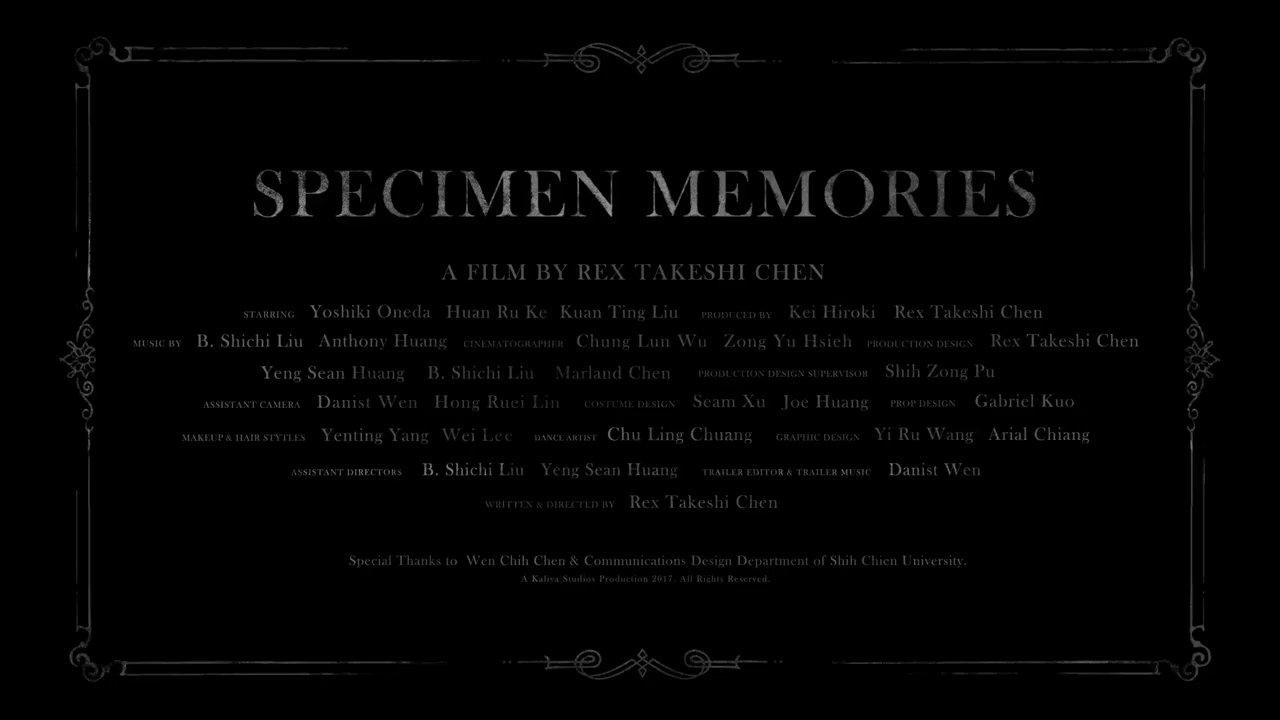 SPECIMEN MEMORIES
A FILM BY REX TAKESHI CHEN
STARRING Yoshiki Oneda Huan Ru Ke Kuan Ting Liu PRODUCED BY Kei Hiroki Rex Takeshi Chen
MUSIC BY B. Shichi Liu Anthony Huang CINEMATOGRAPHER Chung Lun Wu Zong Yu Hsieh PRODUCTION DESIGN Rex Takeshi Chen
Yeng Sean Huang B. Shichi Liu Marland Chen PRODUCTION DESIGN SUPERVISOR Shih Zong Pu
ASSISTANT CAMERA Danist Wen Hong Ruei Lin COSTUME DESIGN Seam Xu Joe Huang PROP DESIGN Gabriel Kuo
MAKEUP & HAIR STYTLES Yenting Yang Wei Lee DANCE ARTIST Chu Ling Chuang GRAPHIC DESIGN Yi Ru Wang Arial Chiang
ASSISTANT DIRECTORS B. Shichi Liu Yeng Sean Huang TRAILER EDITOR & TRAILER MUSIC Danist Wen
WRITTEN & DIRECTED BY Rex Takeshi Chen
Special Thanks to Wen Chih Chen & Communications Design Department of Shih Chien University.
A Kaliya Studios Production 2017. All Rights Reserved.